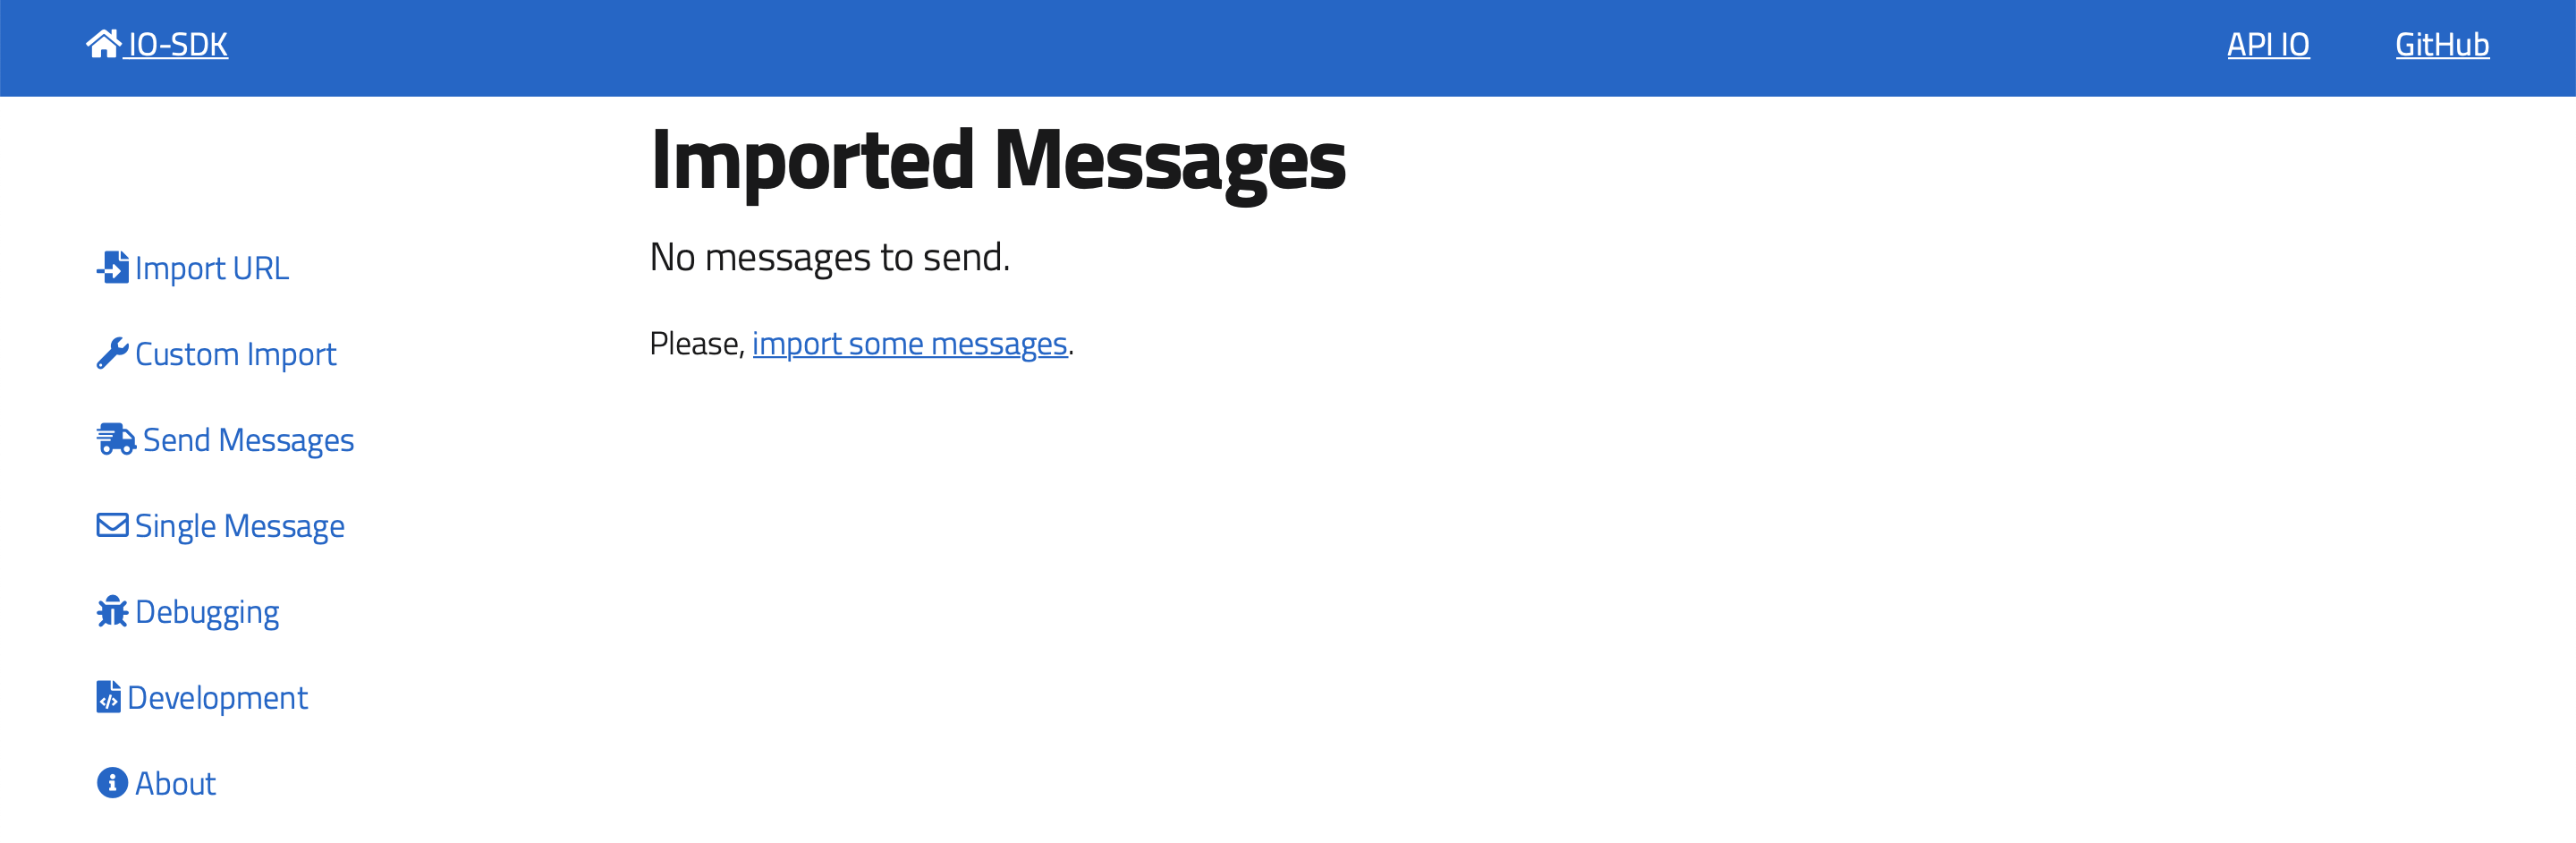 IO-SDK
API IO
GitHub
Imported Messages
No messages to send.
Please, import some messages.
Import URL
Custom Import
Send Messages
Single Message
Debugging
Development
About